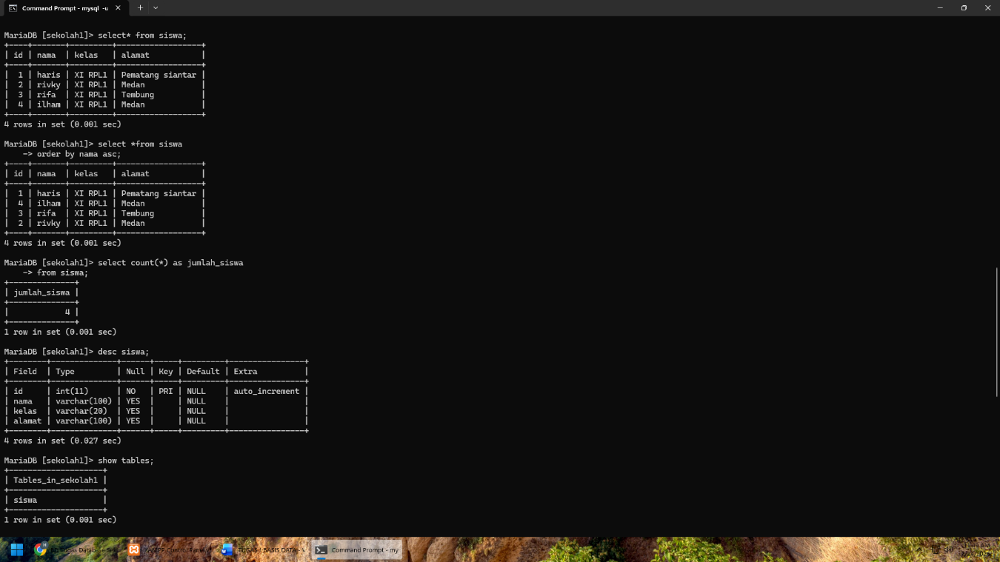 Command Prompt - mysql  -u
MariaDB [sekolah1]> select* from siswa;
+----+-------+---------+------------------+
| id | nama  | kelas   | alamat           |
+----+-------+---------+------------------+
|  1 | haris | XI RPL1 | Pematang siantar |
|  2 | rivky | XI RPL1 | Medan            |
|  3 | rifa  | XI RPL1 | Tembung          |
|  4 | ilham | XI RPL1 | Medan            |
+----+-------+---------+------------------+
4 rows in set (0.001 sec)
MariaDB [sekolah1]> select *from siswa
    -> order by nama asc;
+----+-------+---------+------------------+
| id | nama  | kelas   | alamat           |
+----+-------+---------+------------------+
|  1 | haris | XI RPL1 | Pematang siantar |
|  4 | ilham | XI RPL1 | Medan            |
|  3 | rifa  | XI RPL1 | Tembung          |
|  2 | rivky | XI RPL1 | Medan            |
+----+-------+---------+------------------+
4 rows in set (0.001 sec)
MariaDB [sekolah1]> select count(*) as jumlah_siswa
    -> from siswa;
+--------------+
| jumlah_siswa |
+--------------+
|            4 |
+--------------+
1 row in set (0.001 sec)
MariaDB [sekolah1]> desc siswa;
+--------+--------------+------+-----+---------+----------------+
| Field  | Type         | Null | Key | Default | Extra          |
+--------+--------------+------+-----+---------+----------------+
| id     | int(11)      | NO   | PRI | NULL    | auto_increment |
| nama   | varchar(100) | YES  |     | NULL    |                |
| kelas  | varchar(20)  | YES  |     | NULL    |                |
| alamat | varchar(100) | YES  |     | NULL    |                |
+--------+--------------+------+-----+---------+----------------+
4 rows in set (0.027 sec)
MariaDB [sekolah1]> show tables;
+--------------------+
| Tables_in_sekolah1 |
+--------------------+
| siswa              |
+--------------------+
1 row in set (0.001 sec)
Tugas Database
XAMPP Control Panel
TUGAS 1 BASIS DATA -
Command Prompt - my